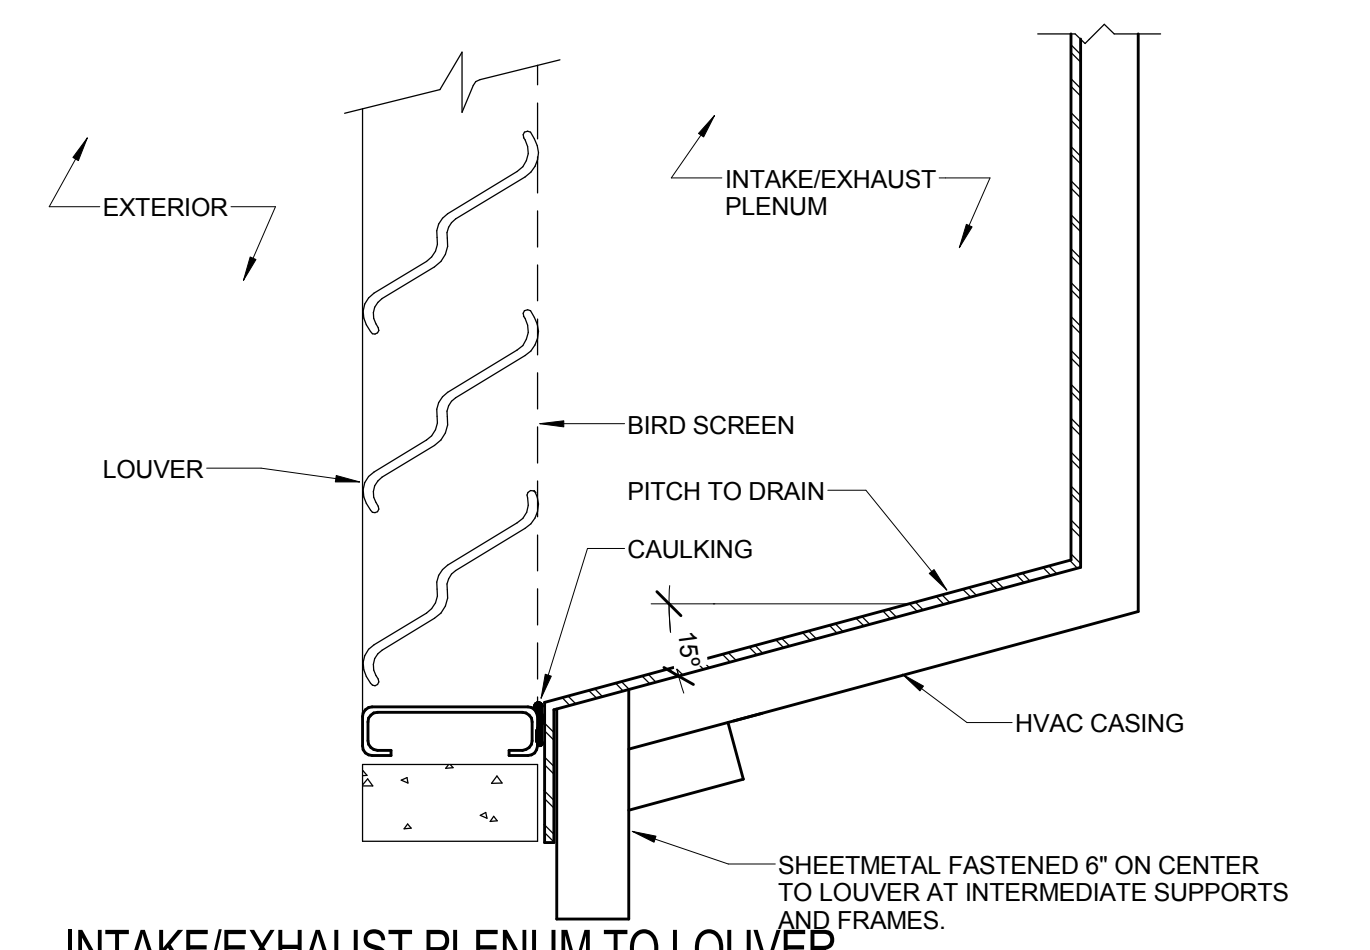 EXTERIOR
INTAKE/EXHAUST
PLENUM
BIRD SCREEN
LOUVER
PITCH TO DRAIN
CAULKING
15°
HVAC CASING
SHEETMETAL FASTENED 6" ON CENTER
TO LOUVER AT INTERMEDIATE SUPPORTS
AND FRAMES.
INTAKE/EXHAUST PLENUM TO LOUVER